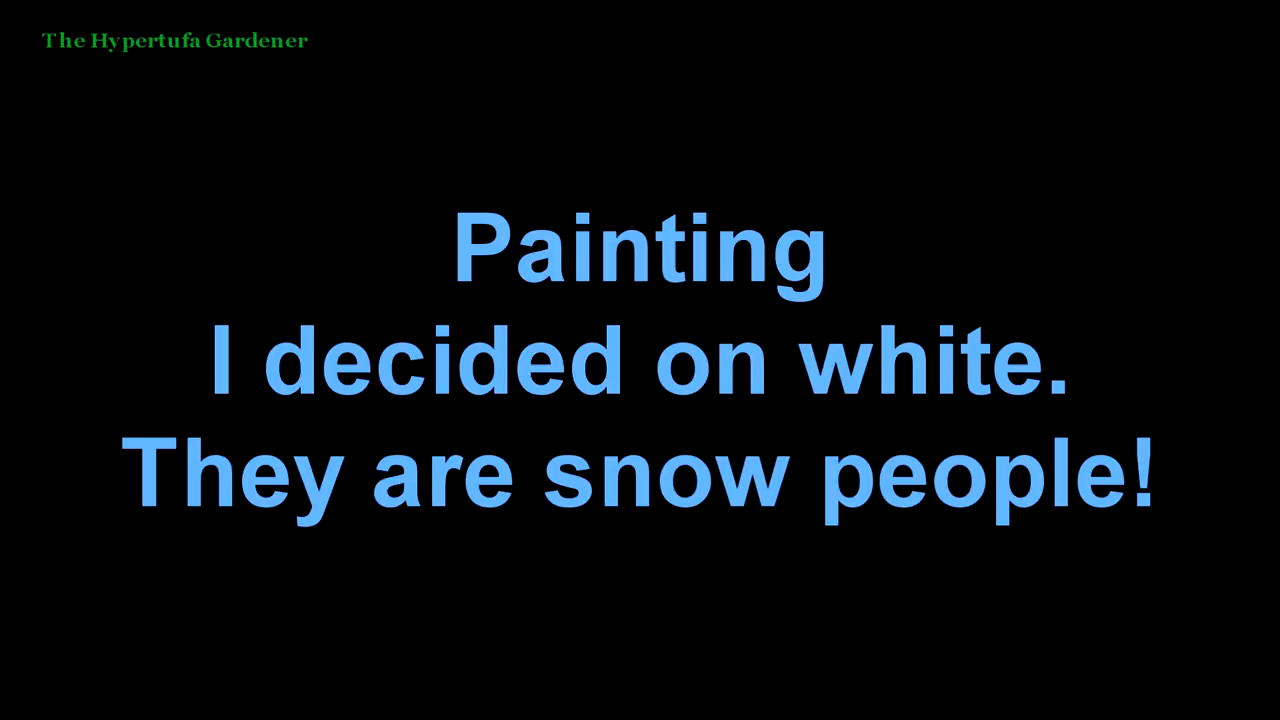 The Hypertufa Gardener
Painting
I decided on white.
They are snow people!